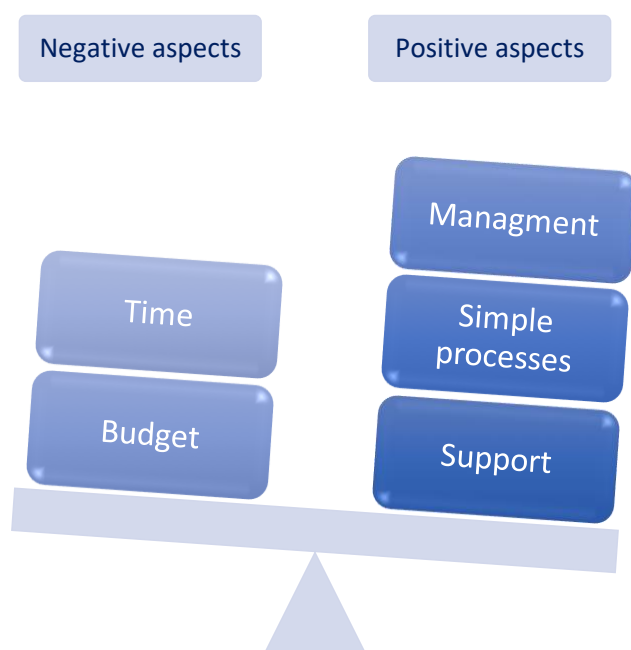 Negative aspects
Positive aspects
Time
Budget
Managment
Simple
processes
Support